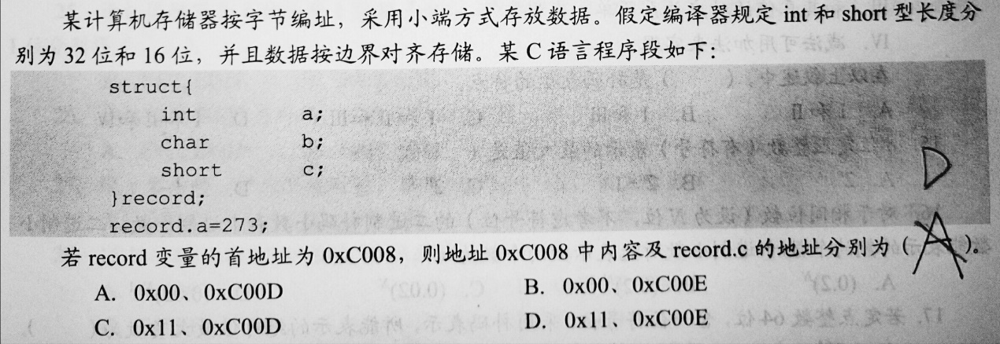 某计算机存储器按字节编址，采用小端方式存放数据。假定编译器规定 int 和 short 型长度分
别为 32 位和 16 位，并且数据按边界对齐存储。某 C 语言程序段如下：
struct{
int a;
char b;
short c;
}record;
record.a=273;
D
若 record 变量的首地址为 0xC008，则地址 0xC008 中内容及 record.c 的地址分别为（A）。
A. 0x00、0xC00D B. 0x00、0xC00E
C. 0x11、0xC00D D. 0x11、0xC00E